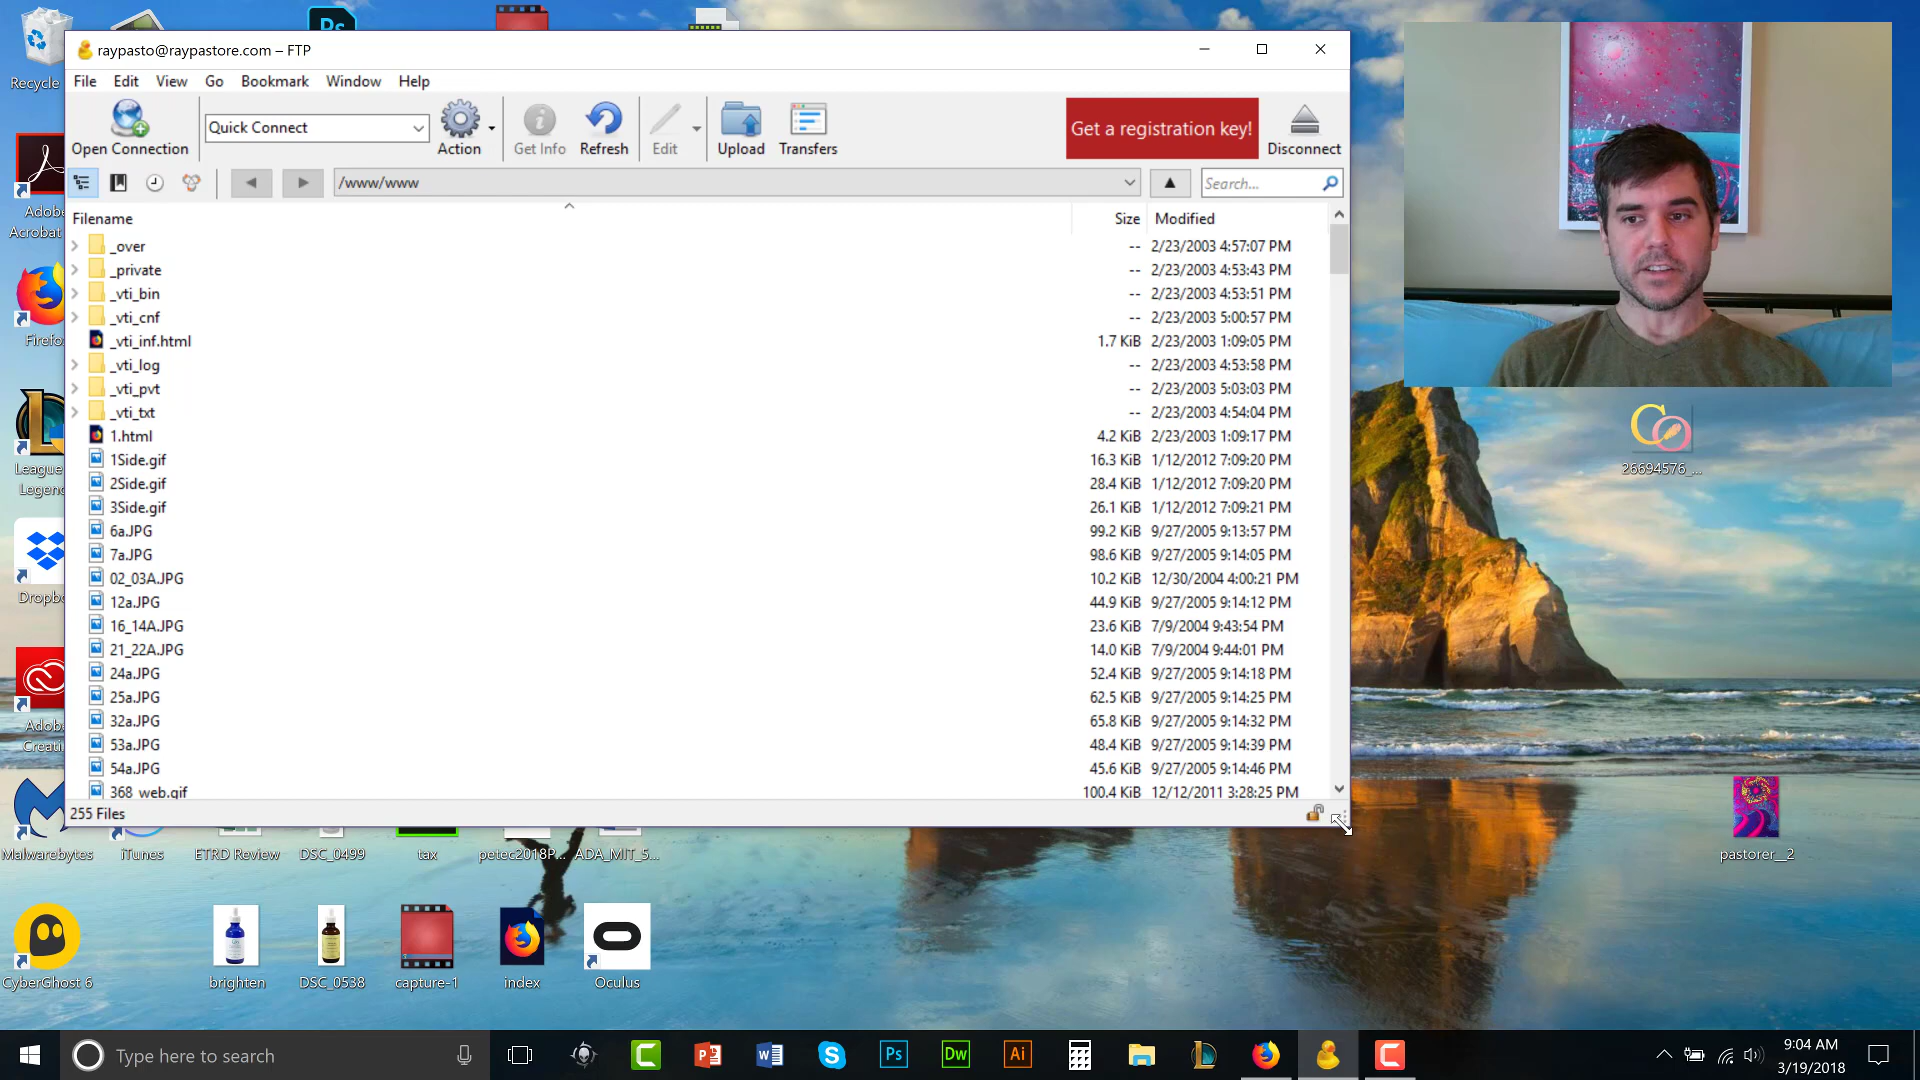 raypasto@raypastore.com – FTP
File Edit View Go Bookmark Window Help
Open Connection
Quick Connect
Action
Get Info
Refresh
Edit
Upload
Transfers
Get a registration key!
Disconnect
/www/www
Search...
Filename Size Modified
_over -- 2/23/2003 4:57:07 PM
_private -- 2/23/2003 4:53:43 PM
_vti_bin -- 2/23/2003 4:53:51 PM
_vti_cnf -- 2/23/2003 5:00:57 PM
_vti_inf.html 1.7 KiB 2/23/2003 1:09:05 PM
_vti_log -- 2/23/2003 4:53:58 PM
_vti_pvt -- 2/23/2003 5:03:03 PM
_vti_txt -- 2/23/2003 4:54:04 PM
1.html 4.2 KiB 2/23/2003 1:09:17 PM
1Side.gif 16.3 KiB 1/12/2012 7:09:20 PM
2Side.gif 28.4 KiB 1/12/2012 7:09:20 PM
3Side.gif 26.1 KiB 1/12/2012 7:09:21 PM
6a.JPG 99.2 KiB 9/27/2005 9:13:57 PM
7a.JPG 98.6 KiB 9/27/2005 9:14:05 PM
02_03A.JPG 10.2 KiB 12/30/2004 4:00:21 PM
12a.JPG 44.9 KiB 9/27/2005 9:14:12 PM
16_14A.JPG 23.6 KiB 7/9/2004 9:43:54 PM
21_22A.JPG 14.0 KiB 7/9/2004 9:44:01 PM
24a.JPG 52.4 KiB 9/27/2005 9:14:18 PM
25a.JPG 62.5 KiB 9/27/2005 9:14:25 PM
32a.JPG 65.8 KiB 9/27/2005 9:14:32 PM
53a.JPG 48.4 KiB 9/27/2005 9:14:39 PM
54a.JPG 45.6 KiB 9/27/2005 9:14:46 PM
368_web.gif 100.4 KiB 12/12/2011 3:28:25 PM
255 Files
Recycle
Ps
Adob
Acrobat
Firefo
League
Legen
Dropb
Adob
Creati
Malwarebytes
iTunes
ETRD Review
DSC_0499
tax
petec2018P...
ADA_MIT_S...
CyberGhost 6
brighten
DSC_0538
capture-1
index
Oculus
26694576_...
pastorer__2
Type here to search
Ps
Dw
Ai
9:04 AM
3/19/2018